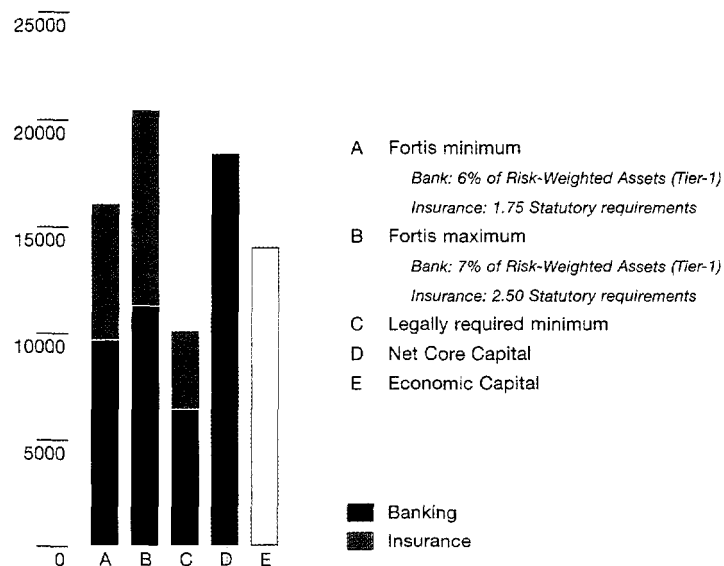 25000
20000
15000
10000
5000
0
A B C D E
A Fortis minimum
Bank: 6% of Risk-Weighted Assets (Tier-1)
Insurance: 1.75 Statutory requirements
B Fortis maximum
Bank: 7% of Risk-Weighted Assets (Tier-1)
Insurance: 2.50 Statutory requirements
C Legally required minimum
D Net Core Capital
E Economic Capital
Banking
Insurance